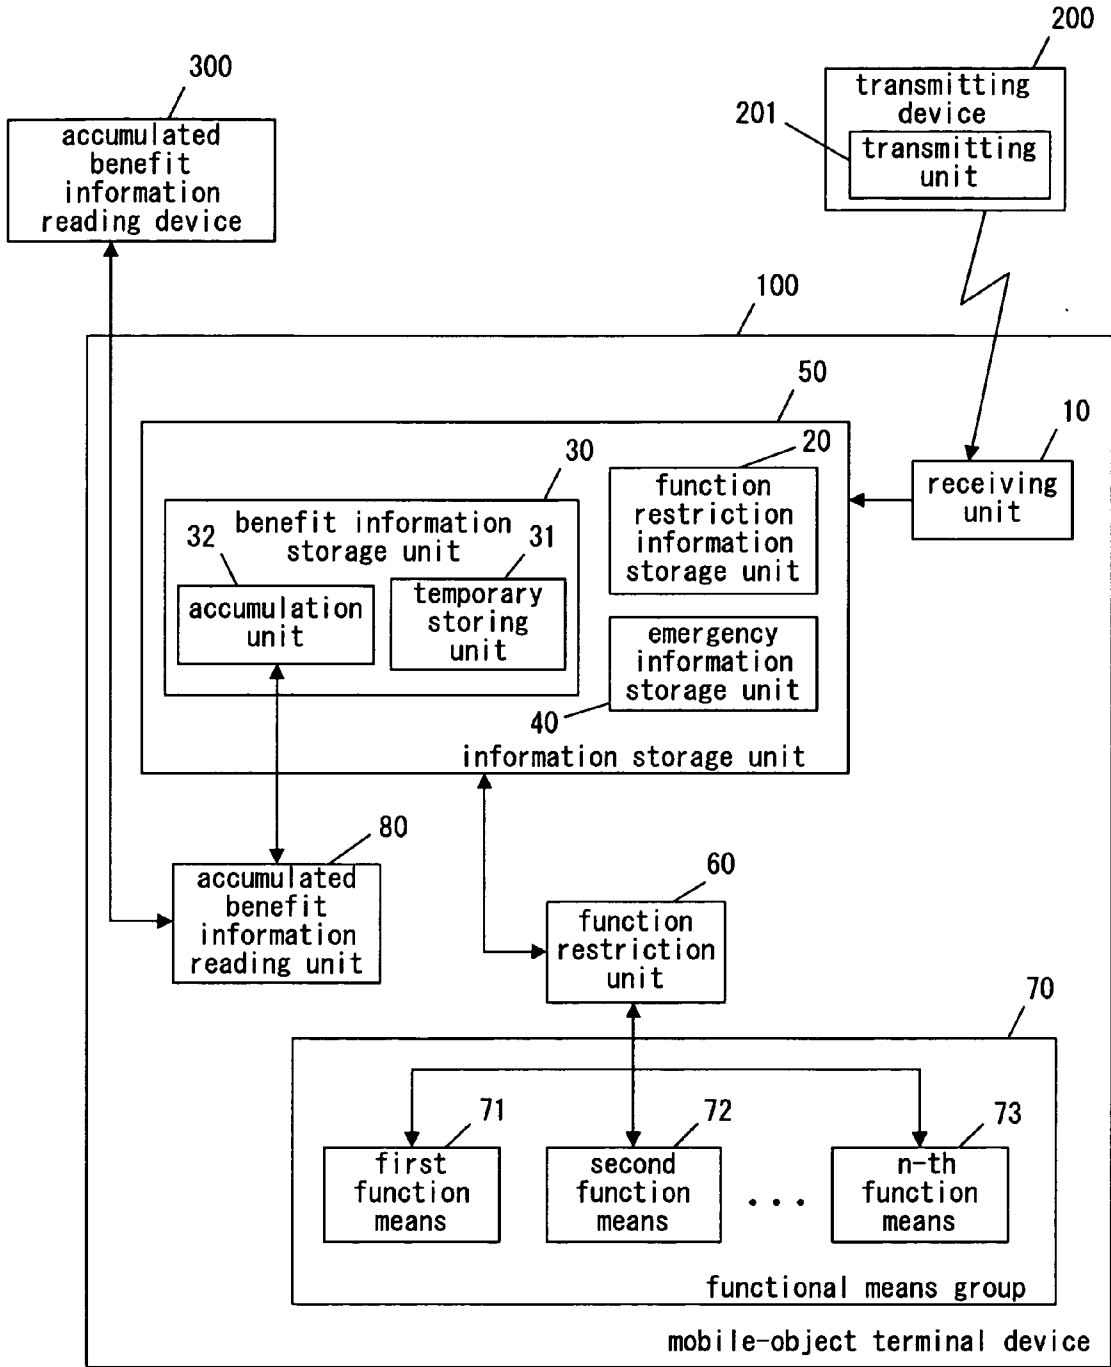 200
300
transmitting
device
201
transmitting
unit
accumulated
benefit
information
reading device
100
50
10
20
30
function
restriction
information
storage unit
receiving
unit
benefit information
storage unit
32
31
accumulation
unit
temporary
storing
unit
emergency
information
storage unit
40
information storage unit
80
60
accumulated
benefit
information
reading unit
function
restriction
unit
70
71
72
73
first
function
means
second
function
means
...
n-th
function
means
functional means group
mobile-object terminal device